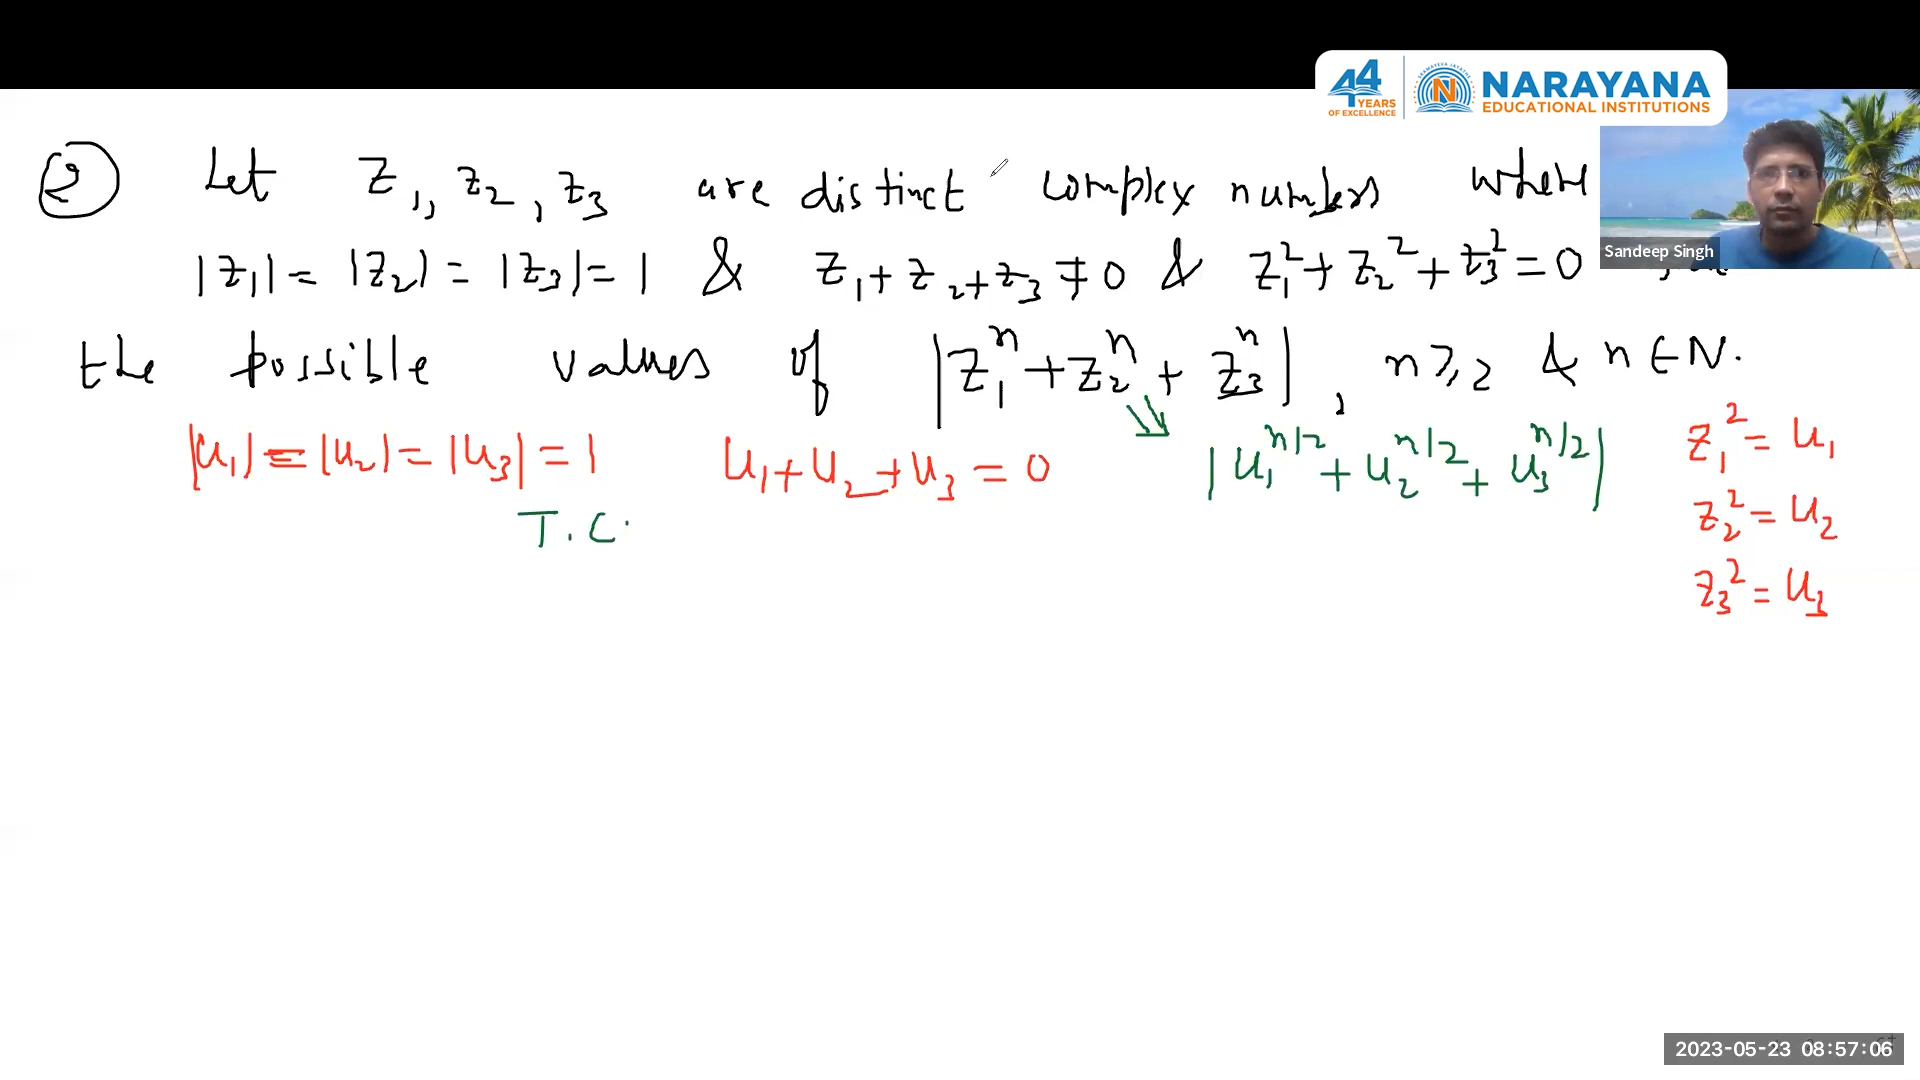 44 YEARS OF EXCELLENCE
NARAYANA
EDUCATIONAL INSTITUTIONS
Sandeep Singh
② Let z₁, z₂, z₃ are distinct complex numbers where
|z₁| = |z₂| = |z₃| = 1 & z₁ + z₂ + z₃ ≠ 0 & z₁² + z₂² + z₃² = 0
the possible values of |z₁ⁿ + z₂ⁿ + z₃ⁿ|, n ≥ 2 & n ∈ N.
|u₁| = |u₂| = |u₃| = 1 u₁ + u₂ + u₃ = 0 |u₁^{n/2} + u₂^{n/2} + u₃^{n/2}| z₁² = u₁
T.C. z₂² = u₂
z₃² = u₃
2023-05-23 08:57:06